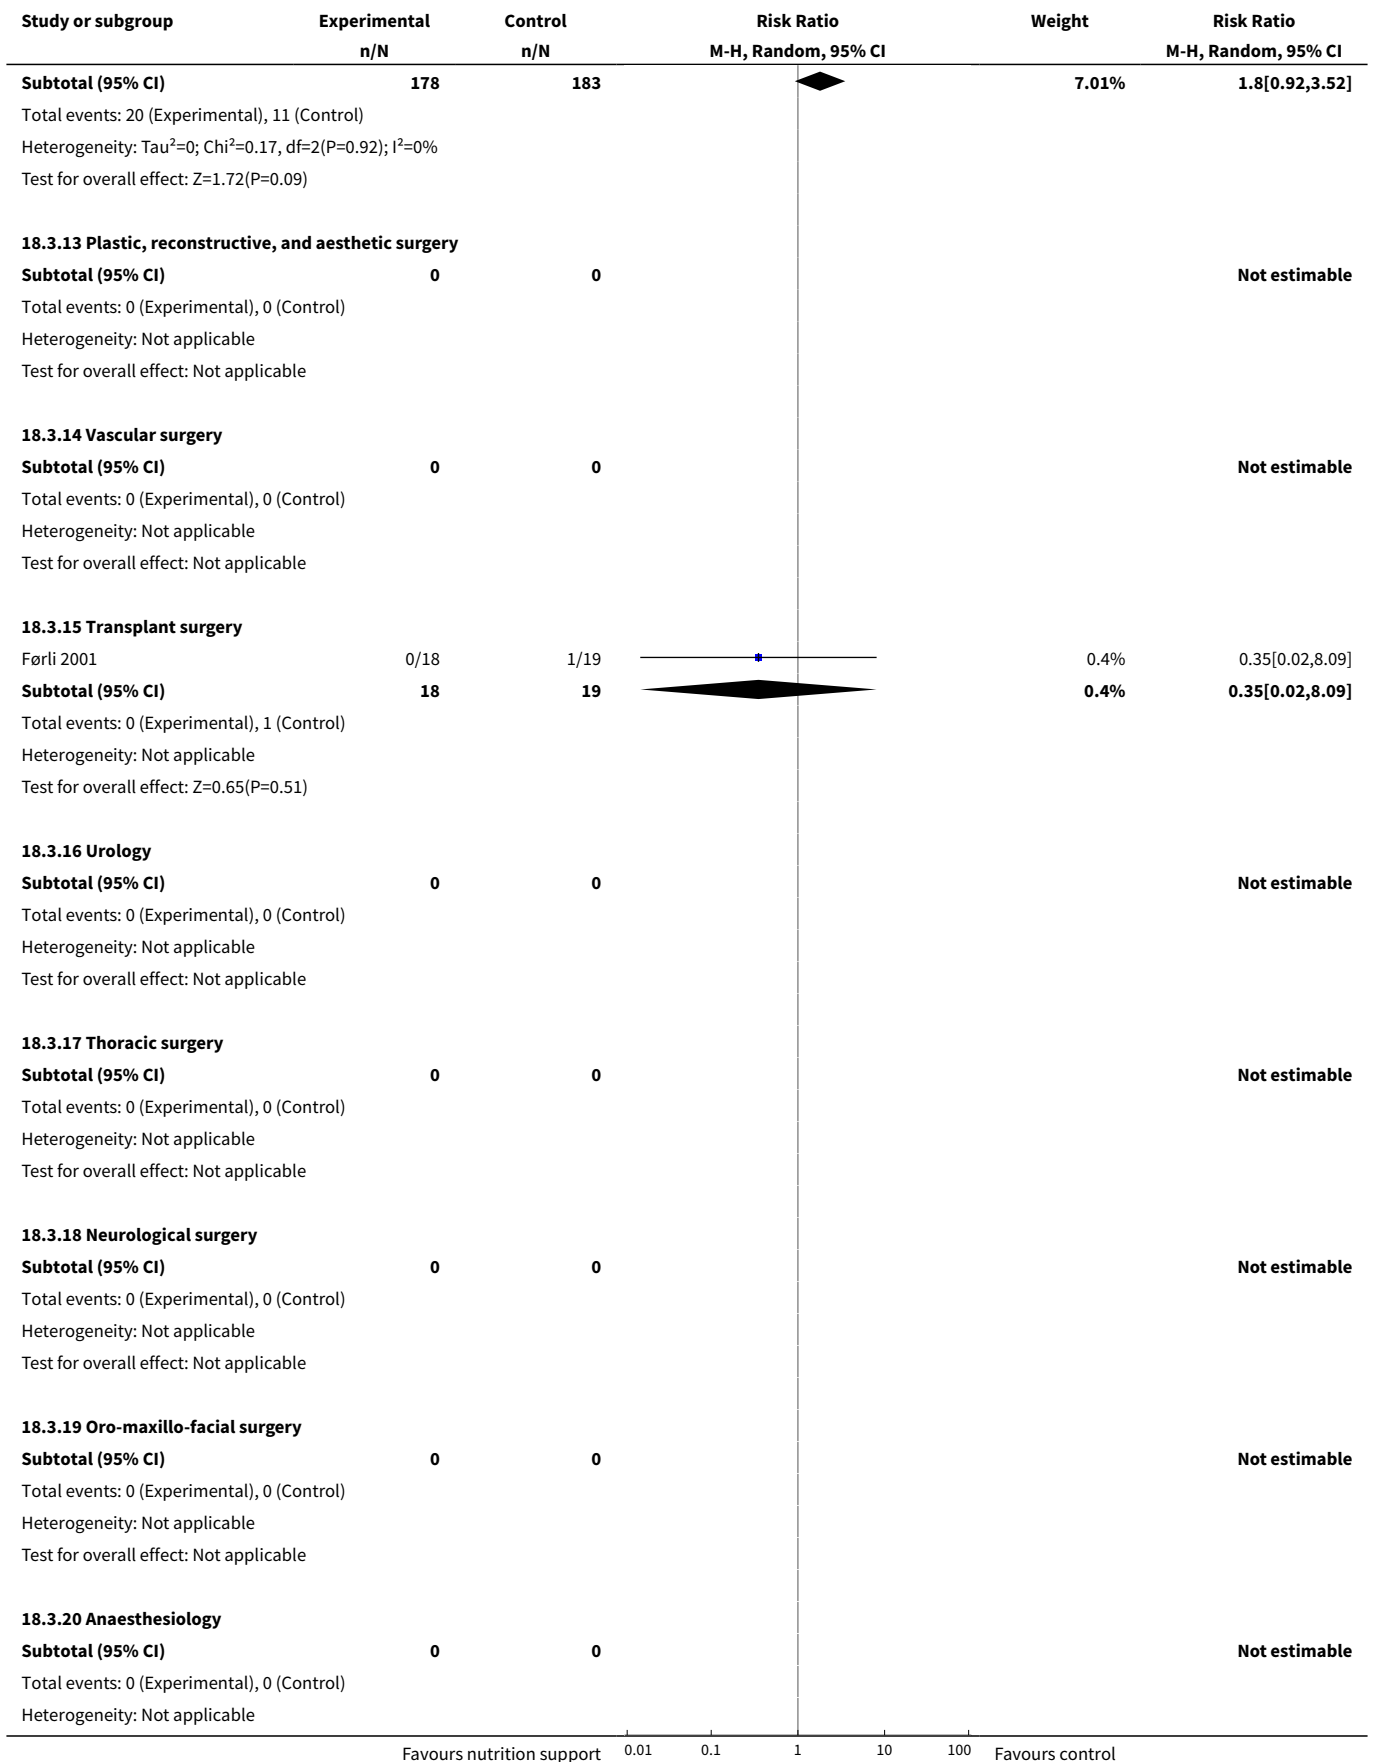 Study or subgroup Experimental Control Risk Ratio Weight Risk Ratio
n/N n/N M-H, Random, 95% CI M-H, Random, 95% CI
Subtotal (95% CI) 178 183 7.01% 1.8[0.92,3.52]
Total events: 20 (Experimental), 11 (Control)
Heterogeneity: Tau²=0; Chi²=0.17, df=2(P=0.92); I²=0%
Test for overall effect: Z=1.72(P=0.09)
18.3.13 Plastic, reconstructive, and aesthetic surgery
Subtotal (95% CI) 0 0 Not estimable
Total events: 0 (Experimental), 0 (Control)
Heterogeneity: Not applicable
Test for overall effect: Not applicable
18.3.14 Vascular surgery
Subtotal (95% CI) 0 0 Not estimable
Total events: 0 (Experimental), 0 (Control)
Heterogeneity: Not applicable
Test for overall effect: Not applicable
18.3.15 Transplant surgery
Førli 2001 0/18 1/19 0.4% 0.35[0.02,8.09]
Subtotal (95% CI) 18 19 0.4% 0.35[0.02,8.09]
Total events: 0 (Experimental), 1 (Control)
Heterogeneity: Not applicable
Test for overall effect: Z=0.65(P=0.51)
18.3.16 Urology
Subtotal (95% CI) 0 0 Not estimable
Total events: 0 (Experimental), 0 (Control)
Heterogeneity: Not applicable
Test for overall effect: Not applicable
18.3.17 Thoracic surgery
Subtotal (95% CI) 0 0 Not estimable
Total events: 0 (Experimental), 0 (Control)
Heterogeneity: Not applicable
Test for overall effect: Not applicable
18.3.18 Neurological surgery
Subtotal (95% CI) 0 0 Not estimable
Total events: 0 (Experimental), 0 (Control)
Heterogeneity: Not applicable
Test for overall effect: Not applicable
18.3.19 Oro-maxillo-facial surgery
Subtotal (95% CI) 0 0 Not estimable
Total events: 0 (Experimental), 0 (Control)
Heterogeneity: Not applicable
Test for overall effect: Not applicable
18.3.20 Anaesthesiology
Subtotal (95% CI) 0 0 Not estimable
Total events: 0 (Experimental), 0 (Control)
Heterogeneity: Not applicable
Favours nutrition support 0.01 0.1 1 10 100 Favours control